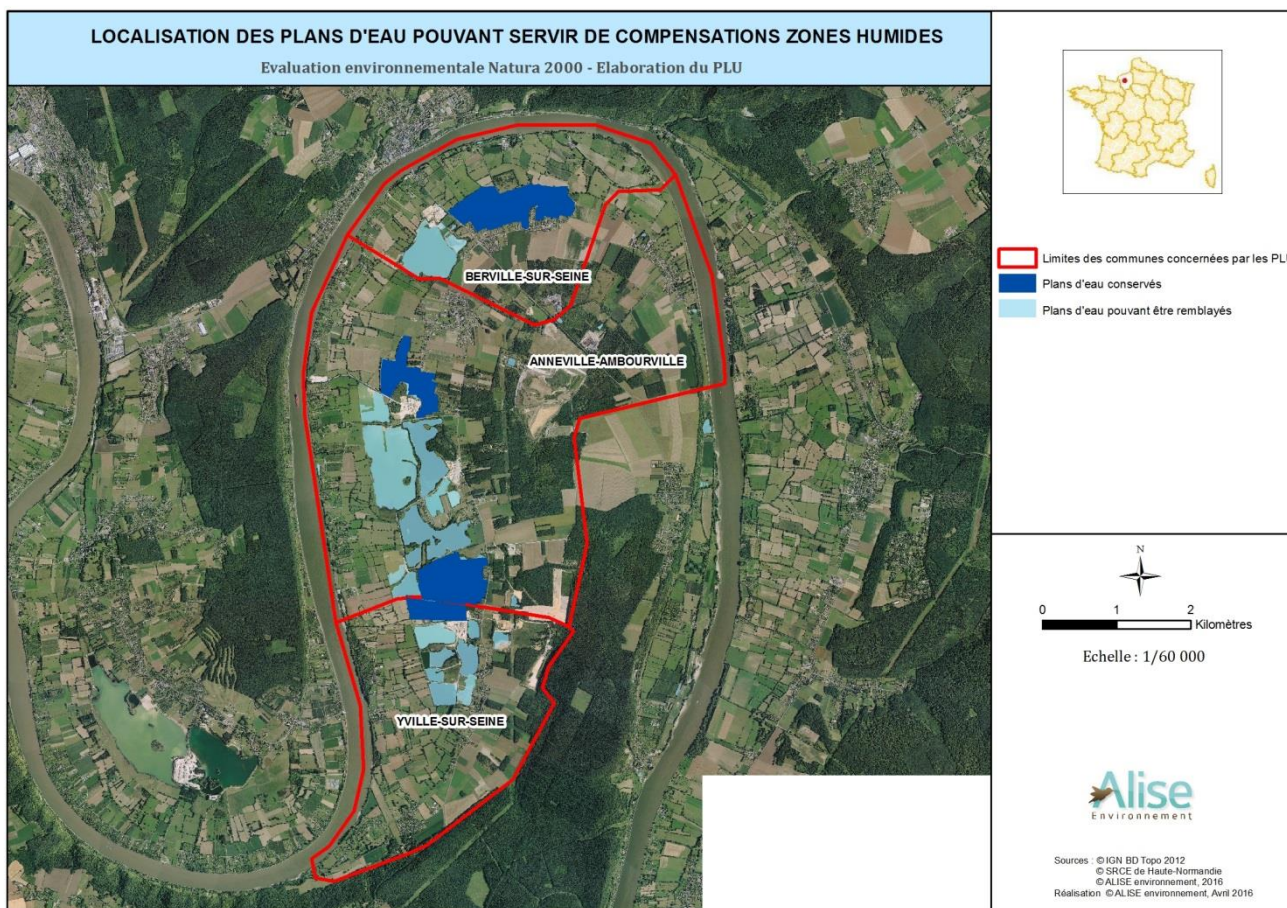 LOCALISATION DES PLANS D'EAU POUVANT SERVIR DE COMPENSATIONS ZONES HUMIDES
Evaluation environnementale Natura 2000 - Elaboration du PLU
BERVILLE-SUR-SEINE
ANNEVILLE-AMBOURVILLE
YVILLE-SUR-SEINE
Limites des communes concernées par les PLU
Plans d'eau conservés
Plans d'eau pouvant être remblayés
N
0 1 2
Kilomètres
Echelle : 1/60 000
Alise
Environnement
Sources : © IGN BD Topo 2012
© SRCE de Haute-Normandie
© ALISE environnement, 2016
Réalisation © ALISE environnement, Avril 2016